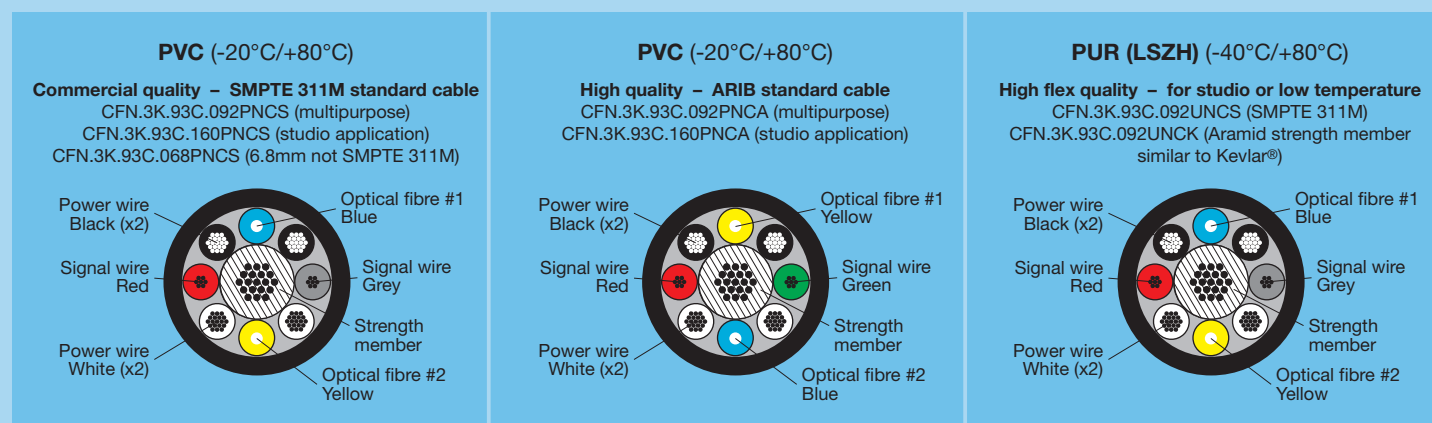 PVC (-20°C/+80°C)
Commercial quality – SMPTE 311M standard cable
CFN.3K.93C.092PNCS (multipurpose)
CFN.3K.93C.160PNCS (studio application)
CFN.3K.93C.068PNCS (6.8mm not SMPTE 311M)
Power wire
Black (x2)
Optical fibre #1
Blue
Signal wire
Red
Signal wire
Grey
Strength
member
Power wire
White (x2)
Optical fibre #2
Yellow
PVC (-20°C/+80°C)
High quality – ARIB standard cable
CFN.3K.93C.092PNCA (multipurpose)
CFN.3K.93C.160PNCA (studio application)
Power wire
Black (x2)
Optical fibre #1
Yellow
Signal wire
Red
Signal wire
Green
Strength
member
Power wire
White (x2)
Optical fibre #2
Blue
PUR (LSZH) (-40°C/+80°C)
High flex quality – for studio or low temperature
CFN.3K.93C.092UNCS (SMPTE 311M)
CFN.3K.93C.092UNCK (Aramid strength member
similar to Kevlar®)
Power wire
Black (x2)
Optical fibre #1
Blue
Signal wire
Red
Signal wire
Grey
Strength
member
Power wire
White (x2)
Optical fibre #2
Yellow